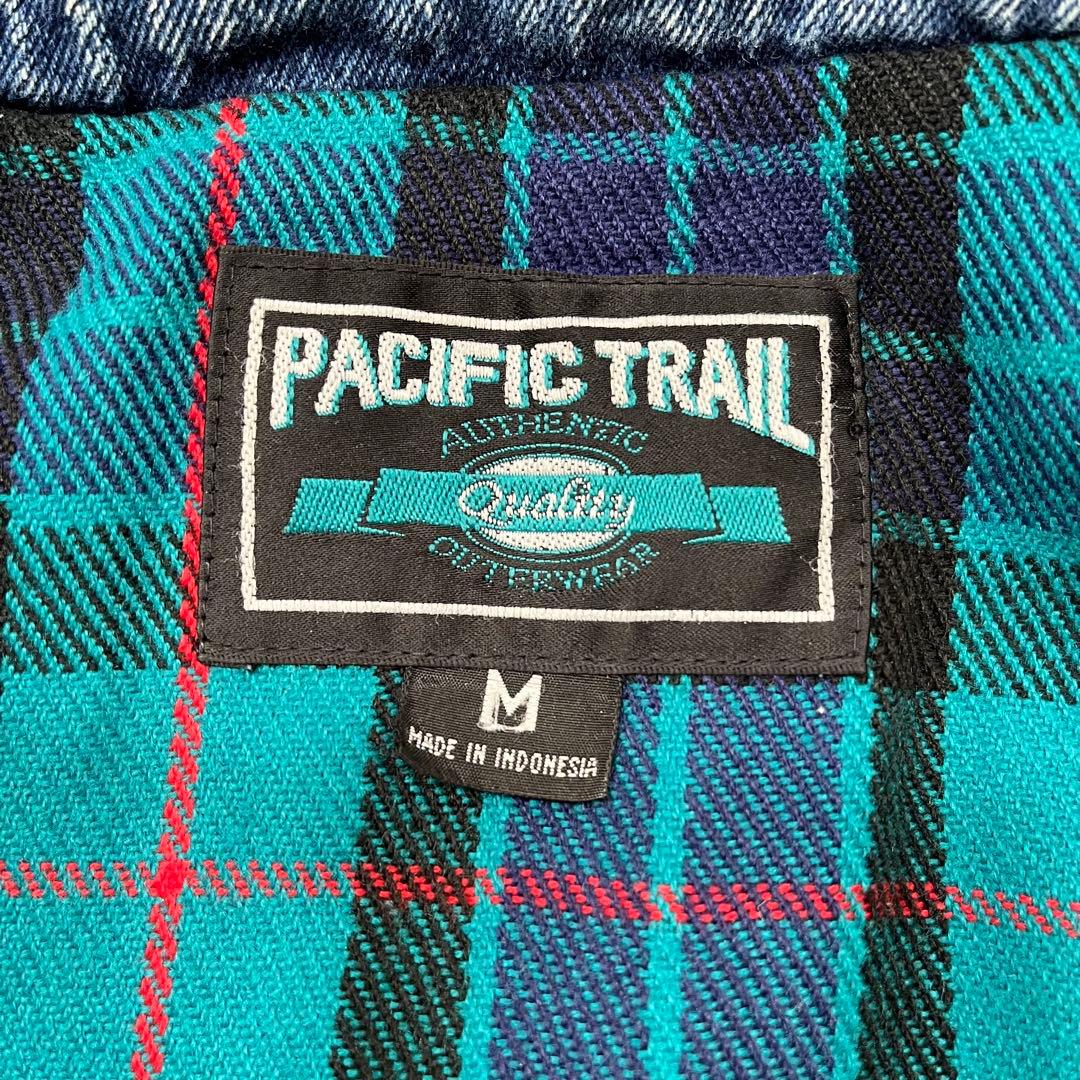 PACIFIC TRAIL
AUTHENTIC
Quality
OUTERWEAR
M
MADE IN INDONESIA